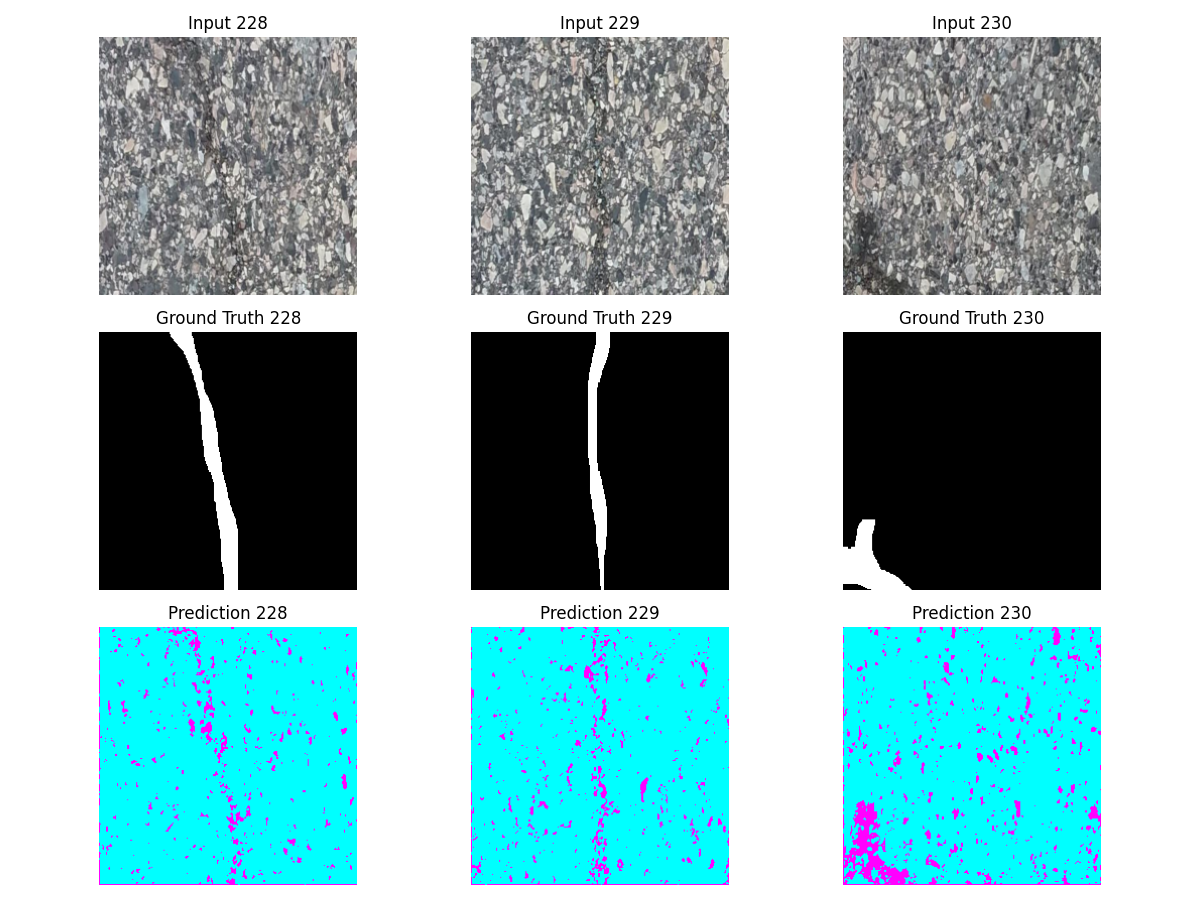 Input 228
Input 229
Input 230
Ground Truth 228
Ground Truth 229
Ground Truth 230
Prediction 228
Prediction 229
Prediction 230